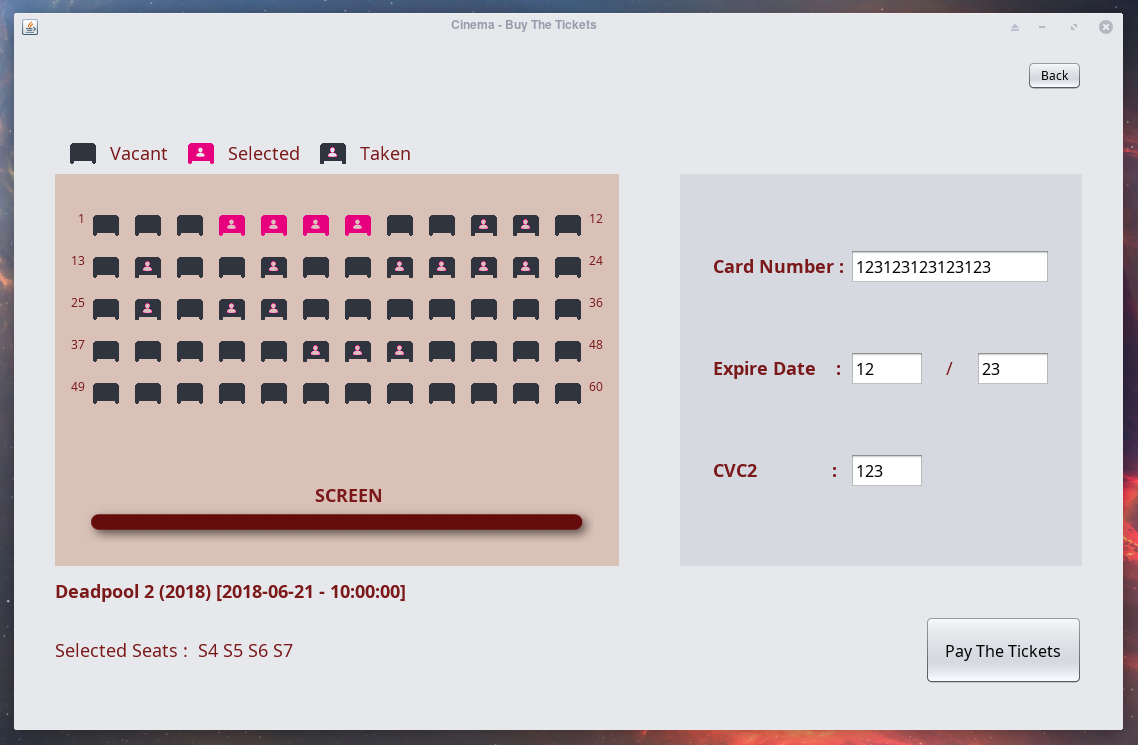 Cinema - Buy The Tickets
Back
Vacant Selected Taken
1 12
13 24
25 36
37 48
49 60
SCREEN
Card Number : 123123123123123
Expire Date : 12 / 23
CVC2 : 123
Deadpool 2 (2018) [2018-06-21 - 10:00:00]
Selected Seats : S4 S5 S6 S7
Pay The Tickets